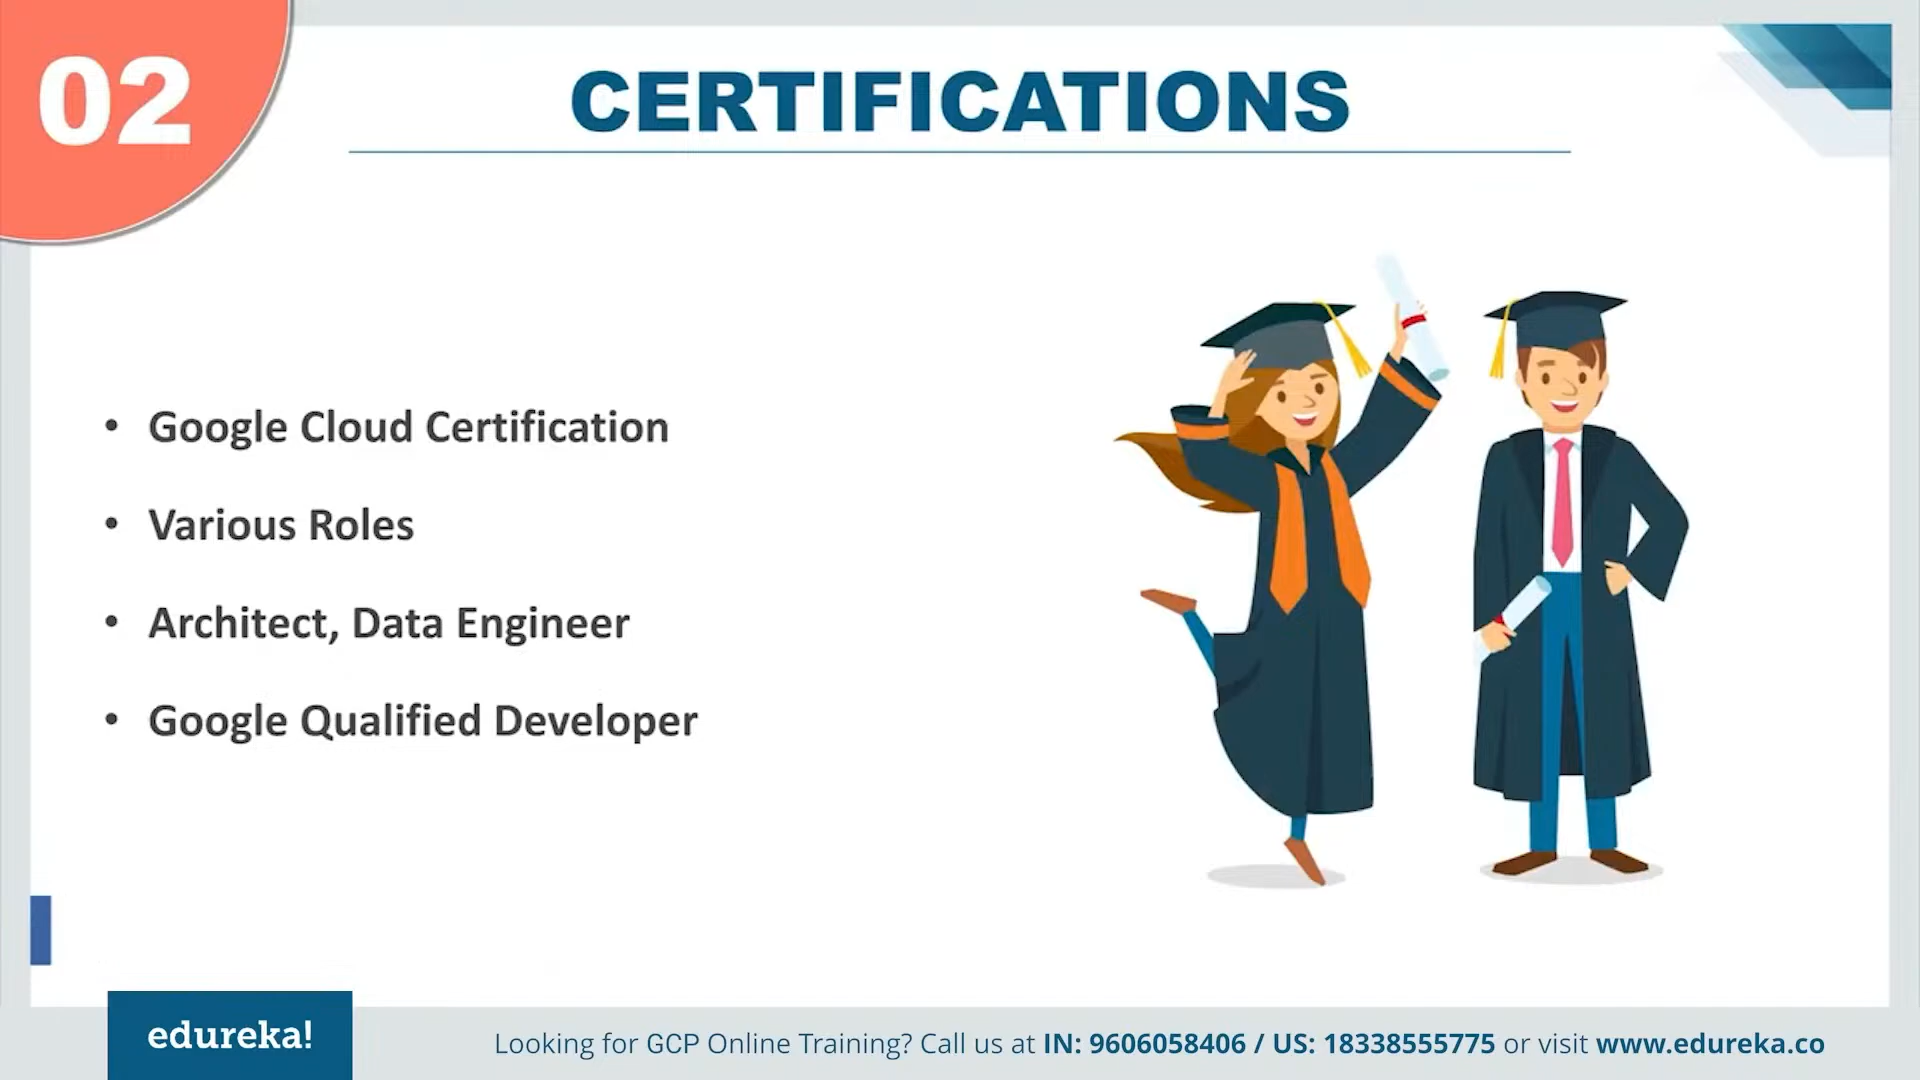 02
CERTIFICATIONS
• Google Cloud Certification
• Various Roles
• Architect, Data Engineer
• Google Qualified Developer
edureka!
Looking for GCP Online Training? Call us at IN: 9606058406 / US: 18338555775 or visit www.edureka.co